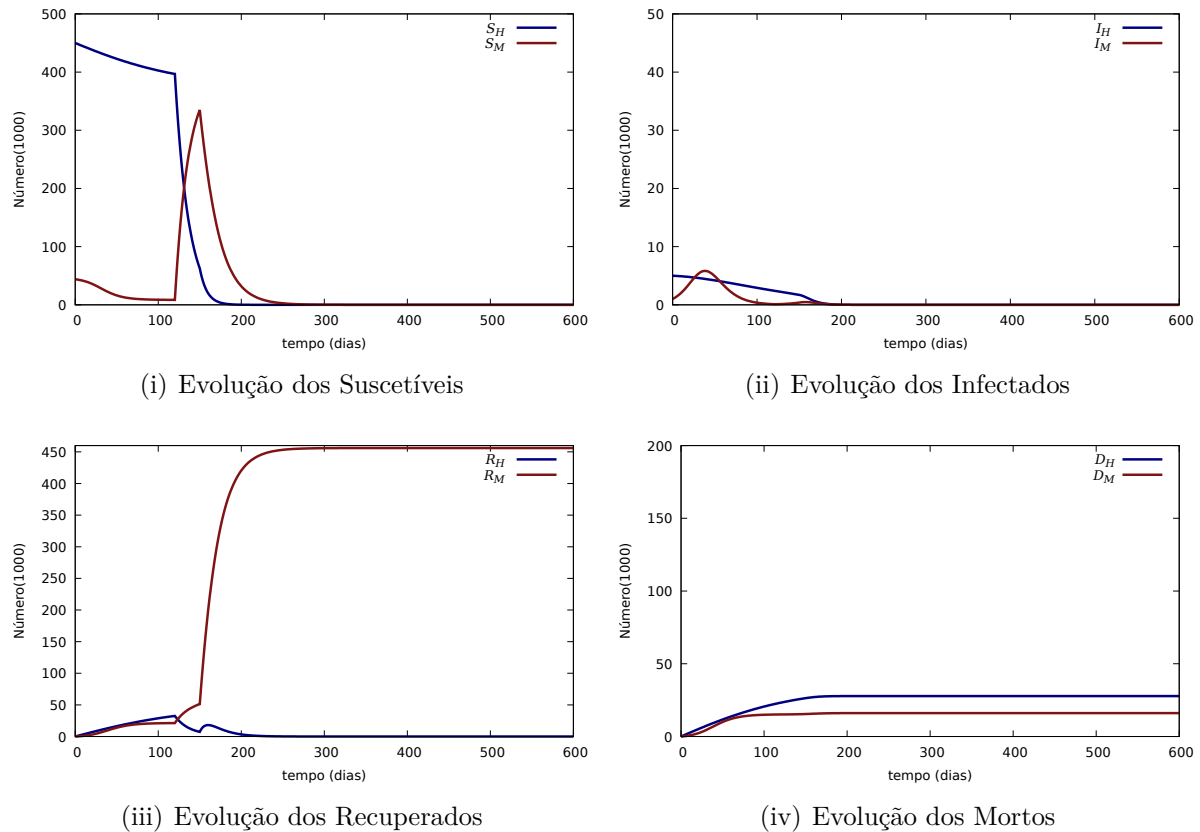 50
500
S_H
I_H
S_M
I_M
400
40
300
30
Número(1000)
Número(1000)
200
20
100
10
0
0
0 100 200 300 400 500 600
0 100 200 300 400 500 600
tempo (dias)
tempo (dias)
(i) Evolução dos Suscetíveis
(ii) Evolução dos Infectados
450
200
R_H
D_H
R_M
D_M
400
350
150
300
250
Número(1000)
Número(1000)
100
200
150
100
50
50
0
0
0 100 200 300 400 500 600
0 100 200 300 400 500 600
tempo (dias)
tempo (dias)
(iii) Evolução dos Recuperados
(iv) Evolução dos Mortos